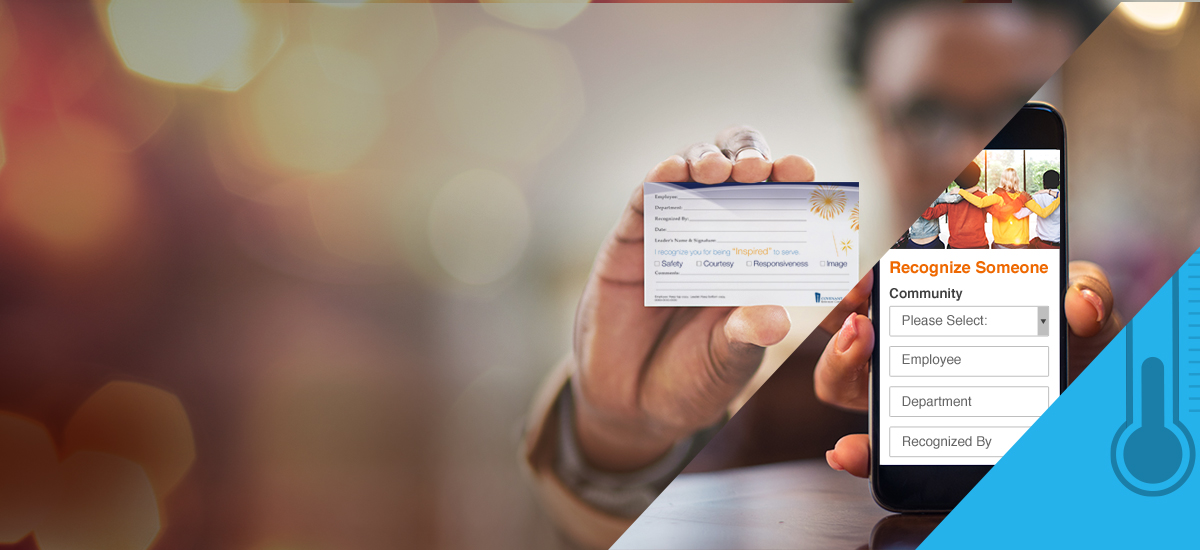 Employee:
Department:
Recognized By:
Date:
Leader's Name & Signature:
I recognize you for being "Inspired" to serve
Safety Courtesy Responsiveness Image
Comments:
Recognize Someone
Community
Please Select:
Employee
Department
Recognized By